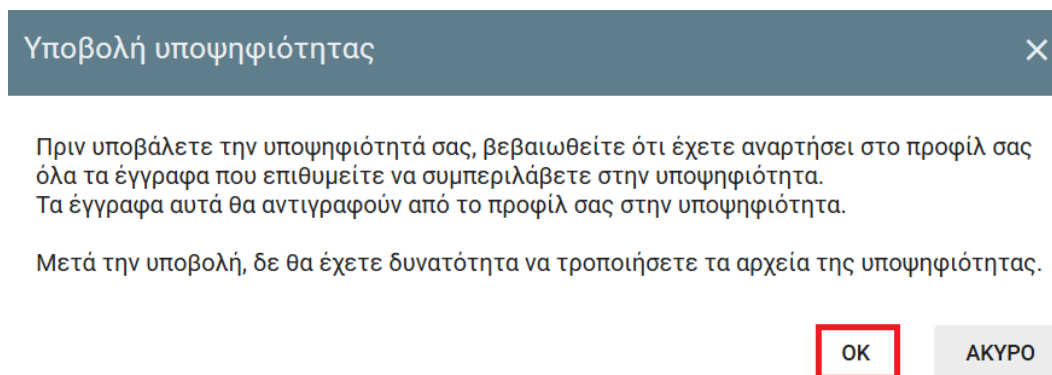 Υποβολή υποψηφιότητας
Πριν υποβάλετε την υποψηφιότητά σας, βεβαιωθείτε ότι έχετε αναρτήσει στο προφίλ σας
όλα τα έγγραφα που επιθυμείτε να συμπεριλάβετε στην υποψηφιότητα.
Τα έγγραφα αυτά θα αντιγραφούν από το προφίλ σας στην υποψηφιότητα.
Μετά την υποβολή, δε θα έχετε δυνατότητα να τροποιήσετε τα αρχεία της υποψηφιότητας.
ΟΚ ΑΚΥΡΟ